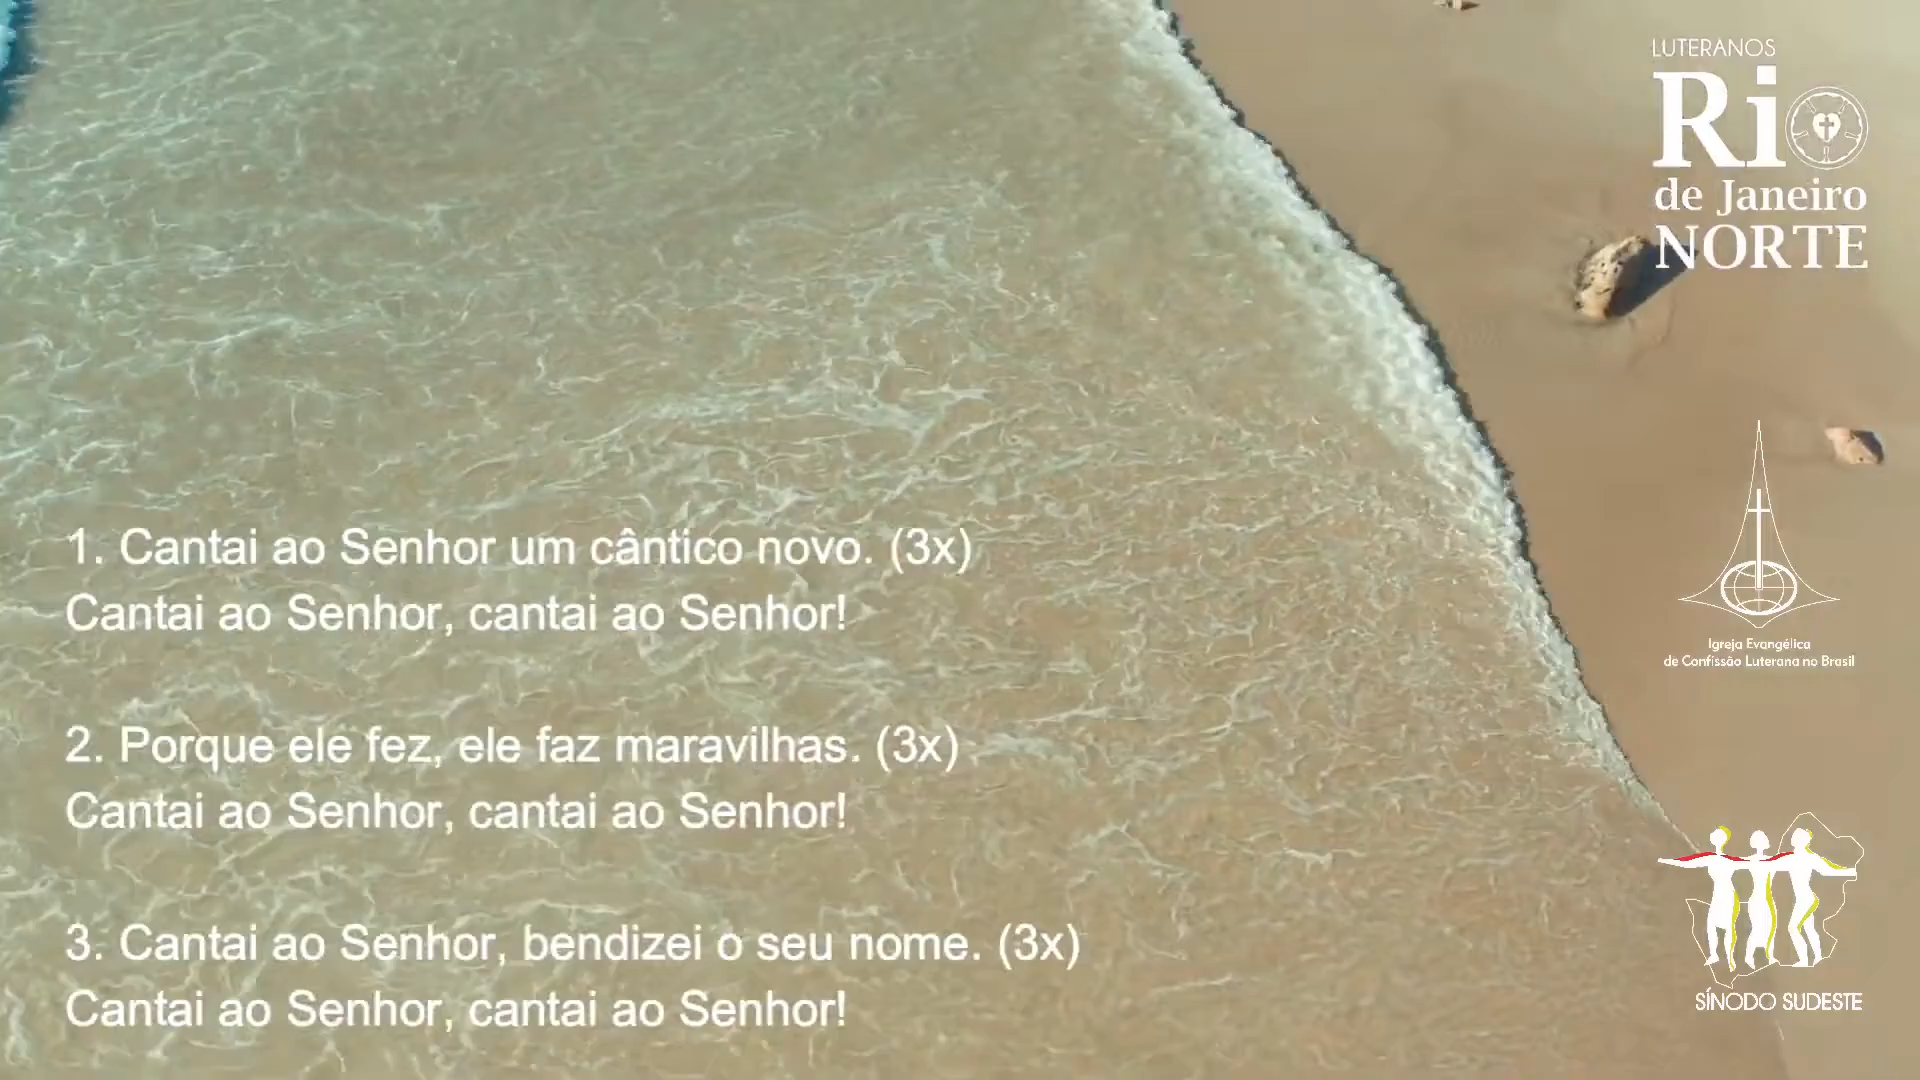 1. Cantai ao Senhor um cântico novo. (3x)
Cantai ao Senhor, cantai ao Senhor!
2. Porque ele fez, ele faz maravilhas. (3x)
Cantai ao Senhor, cantai ao Senhor!
3. Cantai ao Senhor, bendizei o seu nome. (3x)
Cantai ao Senhor, cantai ao Senhor!
LUTERANOS
Rio
de Janeiro
NORTE
Igreja Evangélica
de Confissão Luterana no Brasil
SÍNODO SUDESTE